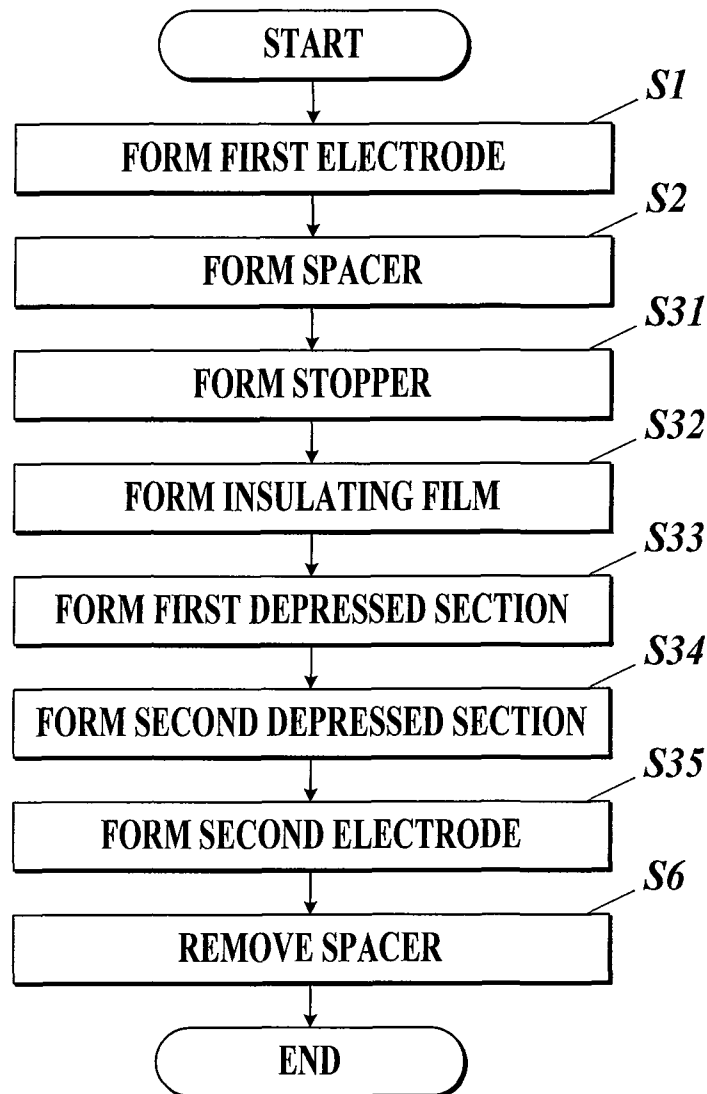 START
S1
FORM FIRST ELECTRODE
S2
FORM SPACER
S31
FORM STOPPER
S32
FORM INSULATING FILM
S33
FORM FIRST DEPRESSED SECTION
S34
FORM SECOND DEPRESSED SECTION
S35
FORM SECOND ELECTRODE
S6
REMOVE SPACER
END